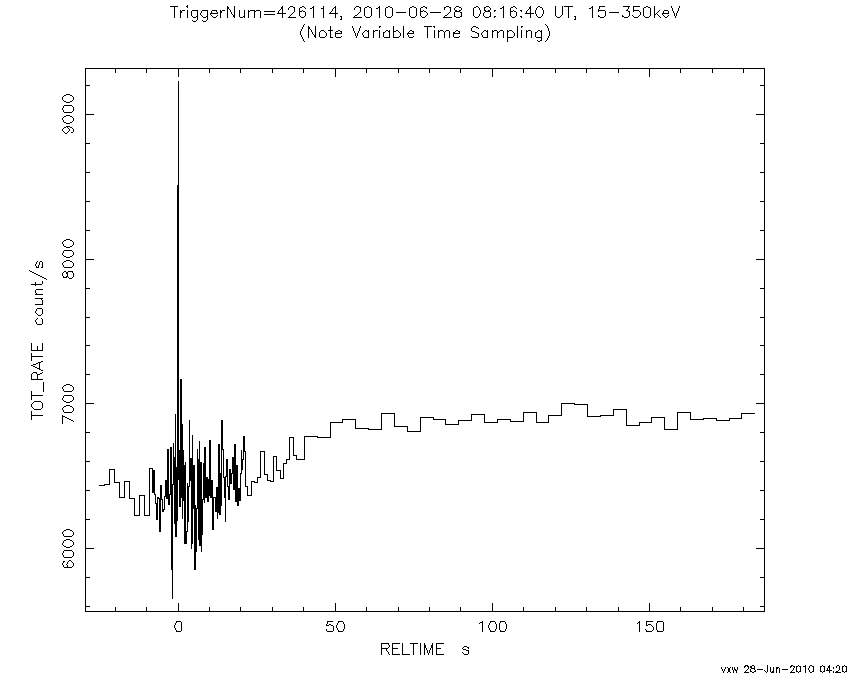 TriggerNum=426114, 2010-06-28 08:16:40 UT, 15-350keV
(Note Variable Time Sampling)
TOT_RATE count/s
9000
8000
7000
6000
0 50 100 150
RELTIME s
vxw 28-Jun-2010 04:20